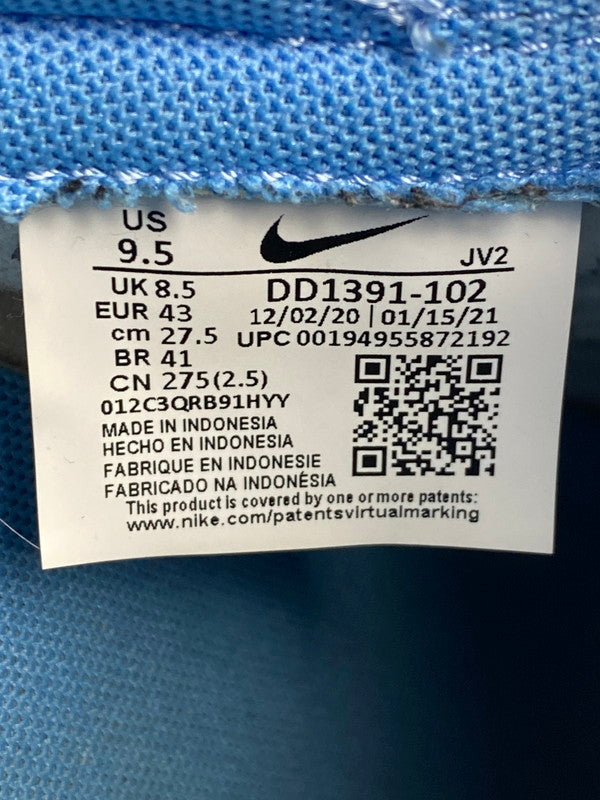 US
9.5 JV2
UK 8.5 DD1391-102
EUR 43 12/02/20 | 01/15/21
cm 27.5 UPC 00194955872192
BR 41
CN 275(2.5)
012C3QRB91HYY
MADE IN INDONESIA
HECHO EN INDONESIA
FABRIQUE EN INDONESIE
FABRICADO NA INDONÉSIA
This product is covered by one or more patents:
www.nike.com/patentsvirtualmarking